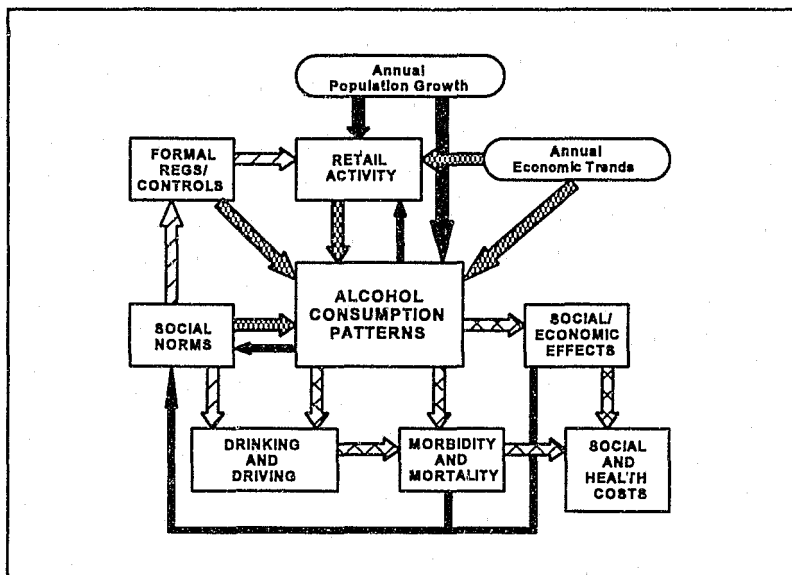 Annual
Population Growth
FORMAL
REGS/
CONTROLS
RETAIL
ACTIVITY
Annual
Economic Trends
ALCOHOL
CONSUMPTION
PATTERNS
SOCIAL
NORMS
SOCIAL/
ECONOMIC
EFFECTS
DRINKING
AND
DRIVING
MORBIDITY
AND
MORTALITY
SOCIAL
AND
HEALTH
COSTS